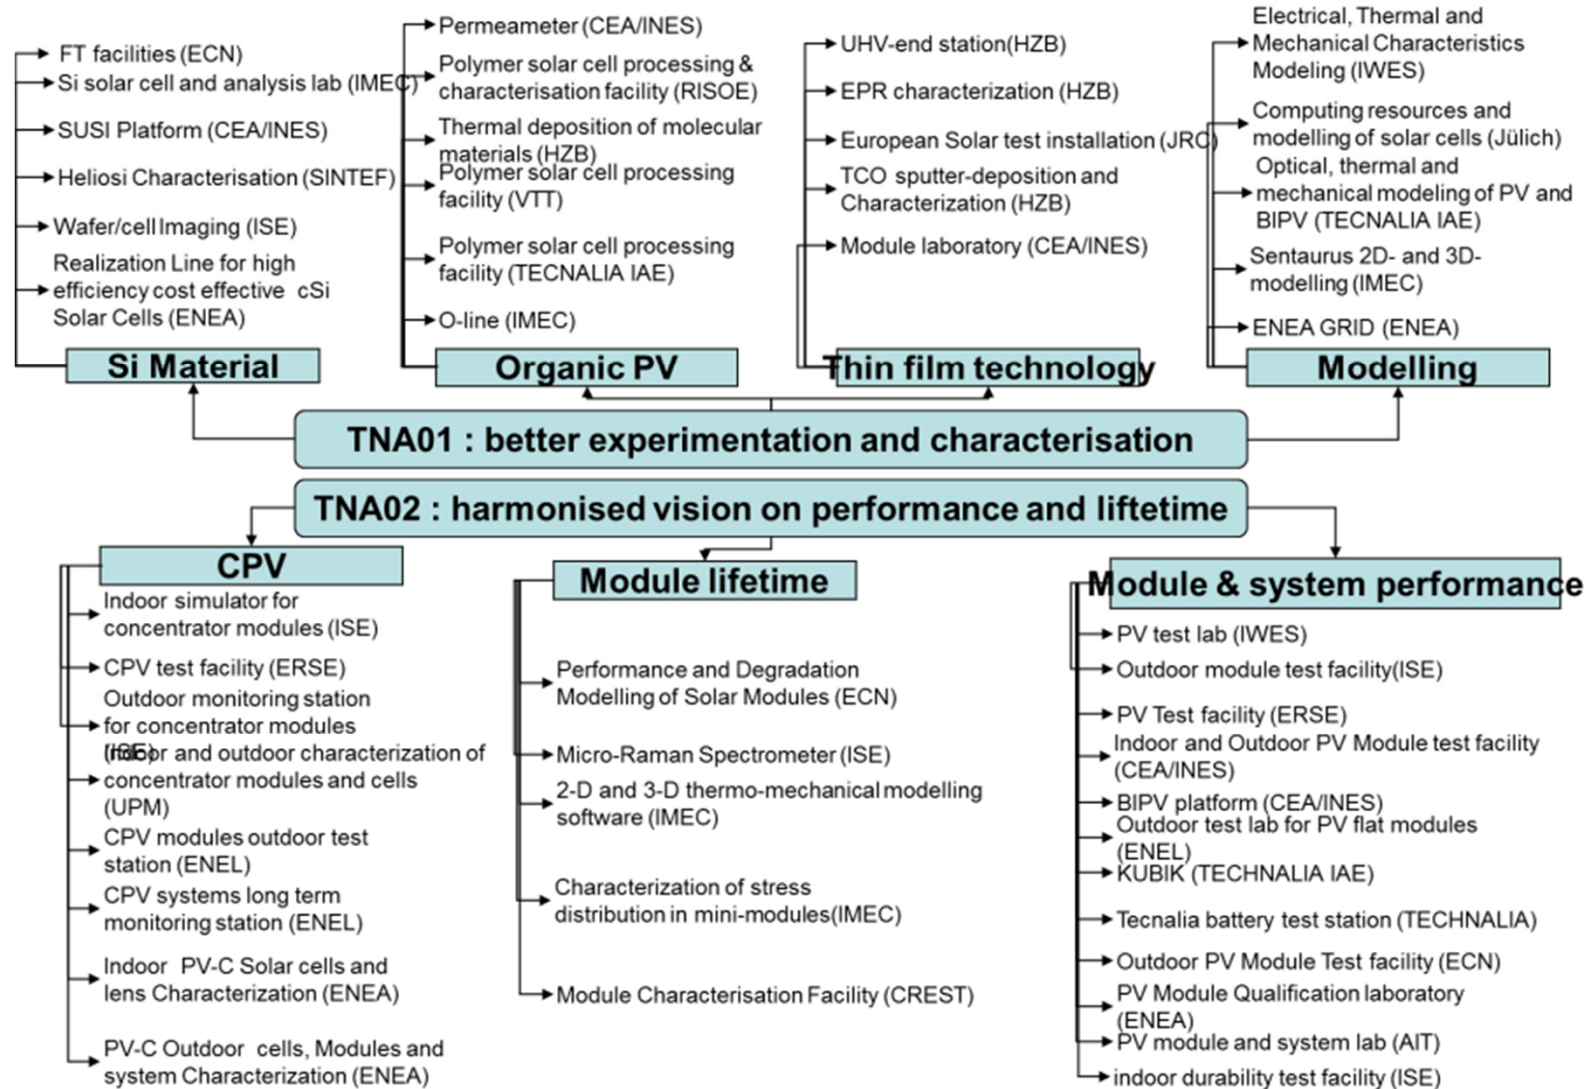 FT facilities (ECN)
Si solar cell and analysis lab (IMEC)
SUSI Platform (CEA/INES)
Heliosi Characterisation (SINTEF)
Wafer/cell Imaging (ISE)
Realization Line for high
efficiency cost effective cSi
Solar Cells (ENEA)
Si Material
Permeameter (CEA/INES)
Polymer solar cell processing &
characterisation facility (RISOE)
Thermal deposition of molecular
materials (HZB)
Polymer solar cell processing
facility (VTT)
Polymer solar cell processing
facility (TECNALIA IAE)
O-line (IMEC)
Organic PV
UHV-end station(HZB)
EPR characterization (HZB)
European Solar test installation (JRC)
TCO sputter-deposition and
Characterization (HZB)
Module laboratory (CEA/INES)
Thin film technology
Electrical, Thermal and
Mechanical Characteristics
Modeling (IWES)
Computing resources and
modelling of solar cells (Jülich)
Optical, thermal and
mechanical modeling of PV and
BIPV (TECNALIA IAE)
Sentaurus 2D- and 3D-
modelling (IMEC)
ENEA GRID (ENEA)
Modelling
TNA01 : better experimentation and characterisation
TNA02 : harmonised vision on performance and liftetime
CPV
Indoor simulator for
concentrator modules (ISE)
CPV test facility (ERSE)
Outdoor monitoring station
for concentrator modules
(ISE)
Indoor and outdoor characterization of
concentrator modules and cells
(UPM)
CPV modules outdoor test
station (ENEL)
CPV systems long term
monitoring station (ENEL)
Indoor PV-C Solar cells and
lens Characterization (ENEA)
PV-C Outdoor cells, Modules and
system Characterization (ENEA)
Module lifetime
Performance and Degradation
Modelling of Solar Modules (ECN)
Micro-Raman Spectrometer (ISE)
2-D and 3-D thermo-mechanical modelling
software (IMEC)
Characterization of stress
distribution in mini-modules(IMEC)
Module Characterisation Facility (CREST)
Module & system performance
PV test lab (IWES)
Outdoor module test facility(ISE)
PV Test facility (ERSE)
Indoor and Outdoor PV Module test facility
(CEA/INES)
BIPV platform (CEA/INES)
Outdoor test lab for PV flat modules
(ENEL)
KUBIK (TECHNALIA IAE)
Tecnalia battery test station (TECHNALIA)
Outdoor PV Module Test facility (ECN)
PV Module Qualification laboratory
(ENEA)
PV module and system lab (AIT)
indoor durability test facility (ISE)